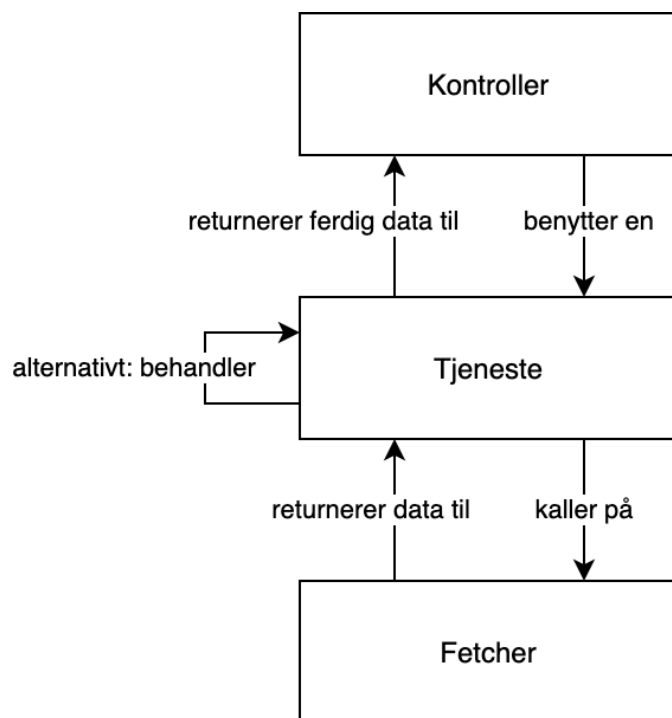 Kontroller
returnerer ferdig data til
benytter en
alternativt: behandler
Tjeneste
returnerer data til
kaller på
Fetcher